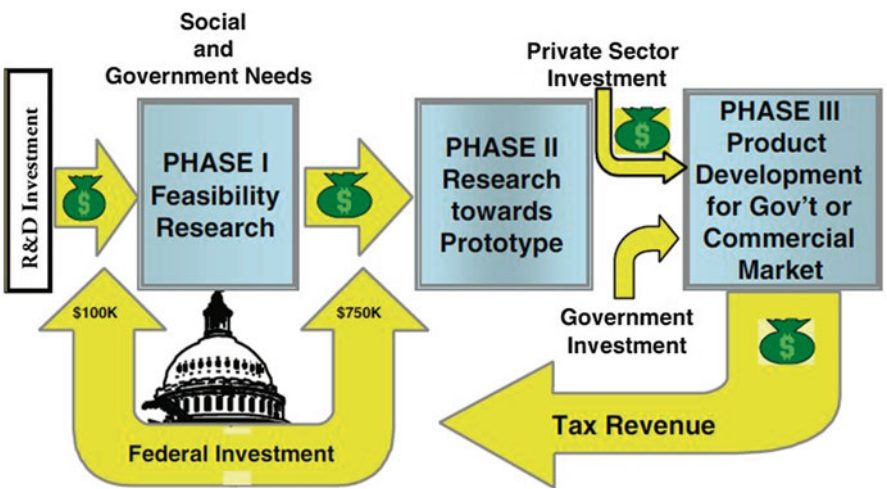 Social
and
Government Needs
R&D Investment
$
PHASE I
Feasibility
Research
$
PHASE II
Research
towards
Prototype
Private Sector
Investment
$
PHASE III
Product
Development
for Gov't or
Commercial
Market
Government
Investment
$100K
$750K
Federal Investment
$
Tax Revenue